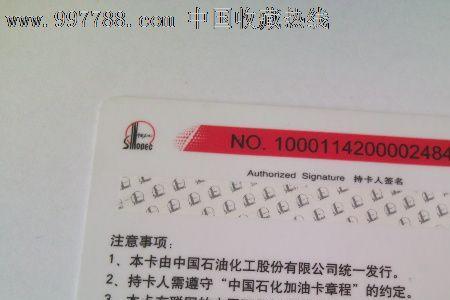 www.997788.com 中国收藏热线
Sinopec
NO. 1000114200002484
Authorized Signature 持卡人签名
注意事项：
1、本卡由中国石油化工股份有限公司统一发行。
2、持卡人需遵守“中国石化加油卡章程”的约定。